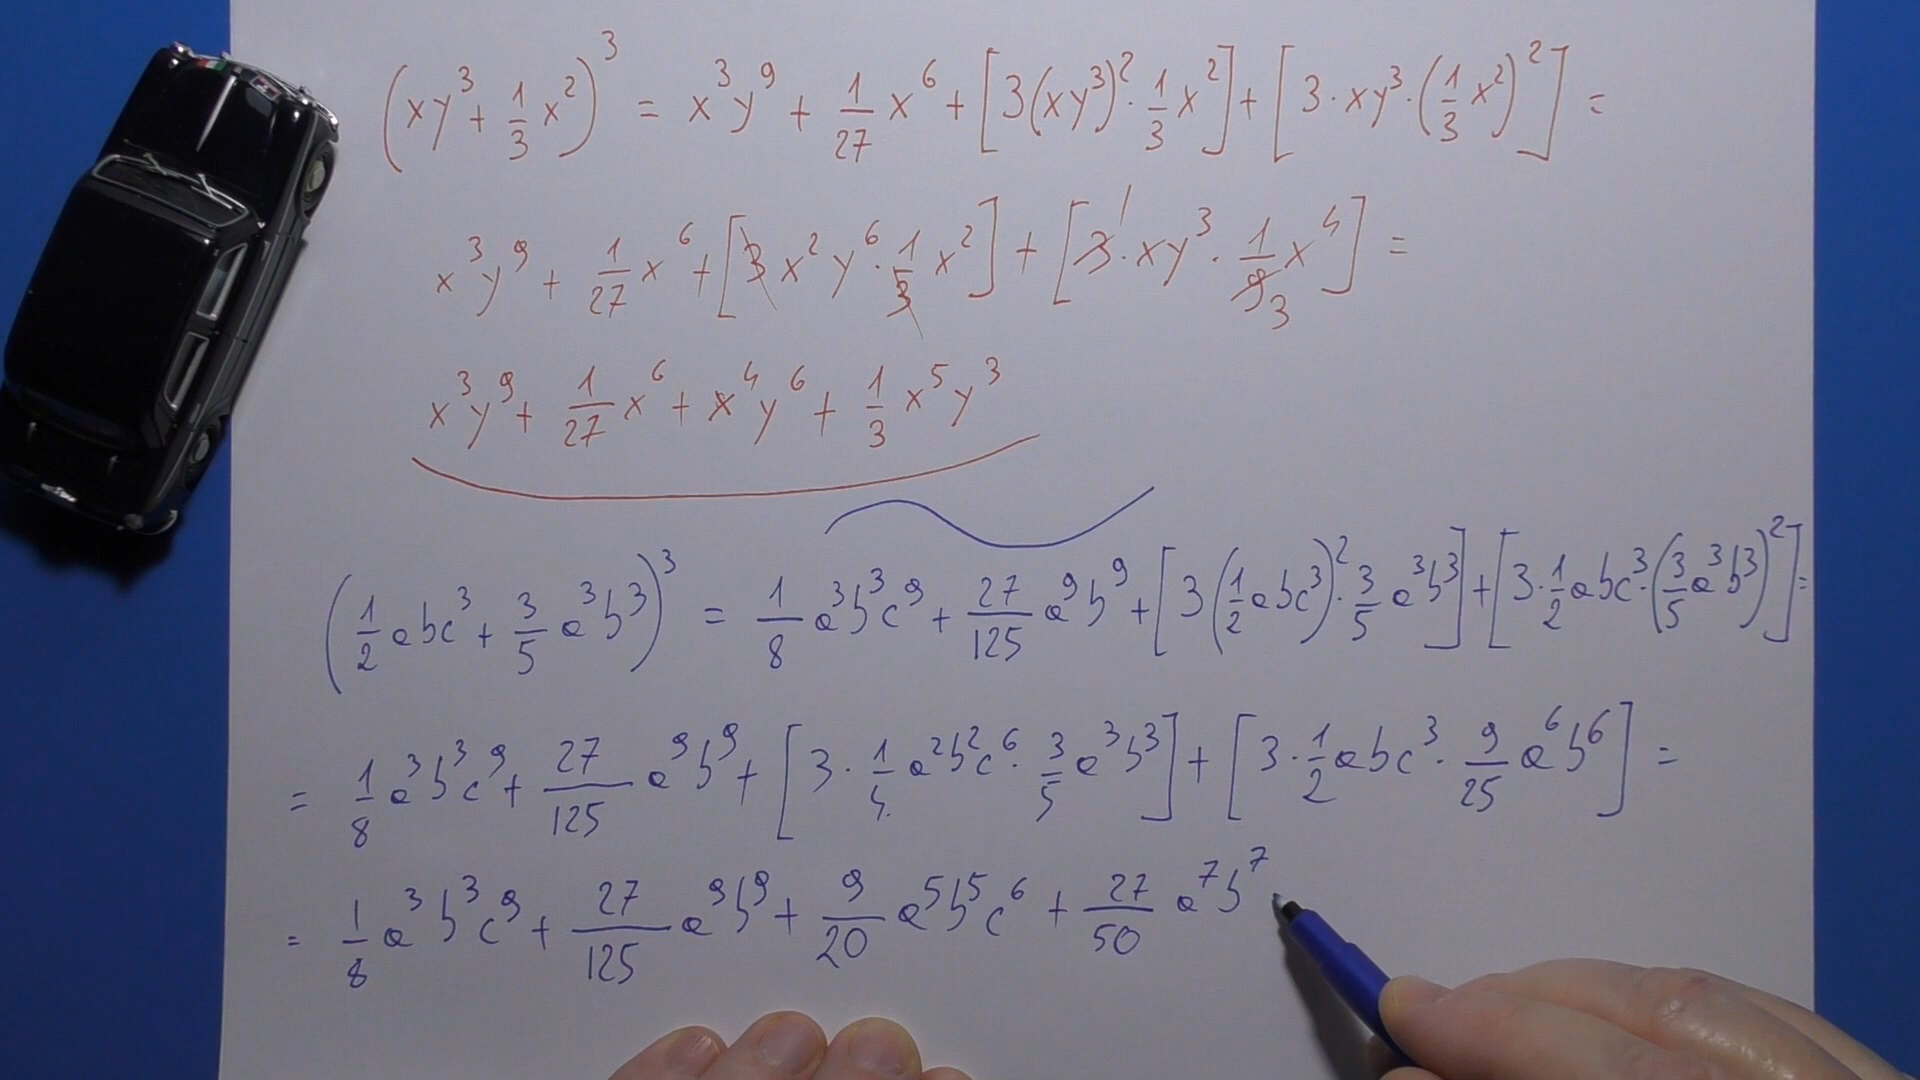 (xy³ + 1/3 x²)³ = x³y⁹ + 1/27 x⁶ + [3(xy³)² · 1/3 x²] + [3 · xy³ · (1/3 x²)²] =
x³y⁹ + 1/27 x⁶ + [3 x²y⁶ · 1/3 x²] + [3 1 · xy³ · 1/9 3 x⁴] =
x³y⁹ + 1/27 x⁶ + x⁴y⁶ + 1/3 x⁵y³
(1/2 abc³ + 3/5 a³b³)³ = 1/8 a³b³c⁹ + 27/125 a⁹b⁹ + [3(1/2 abc³)² · 3/5 a³b³] + [3 · 1/2 abc³ · (3/5 a³b³)²] =
= 1/8 a³b³c⁹ + 27/125 a⁹b⁹ + [3 · 1/4 a²b²c⁶ · 3/5 a³b³] + [3 · 1/2 abc³ · 9/25 a⁶b⁶] =
= 1/8 a³b³c⁹ + 27/125 a⁹b⁹ + 9/20 a⁵b⁵c⁶ + 27/50 a⁷b⁷